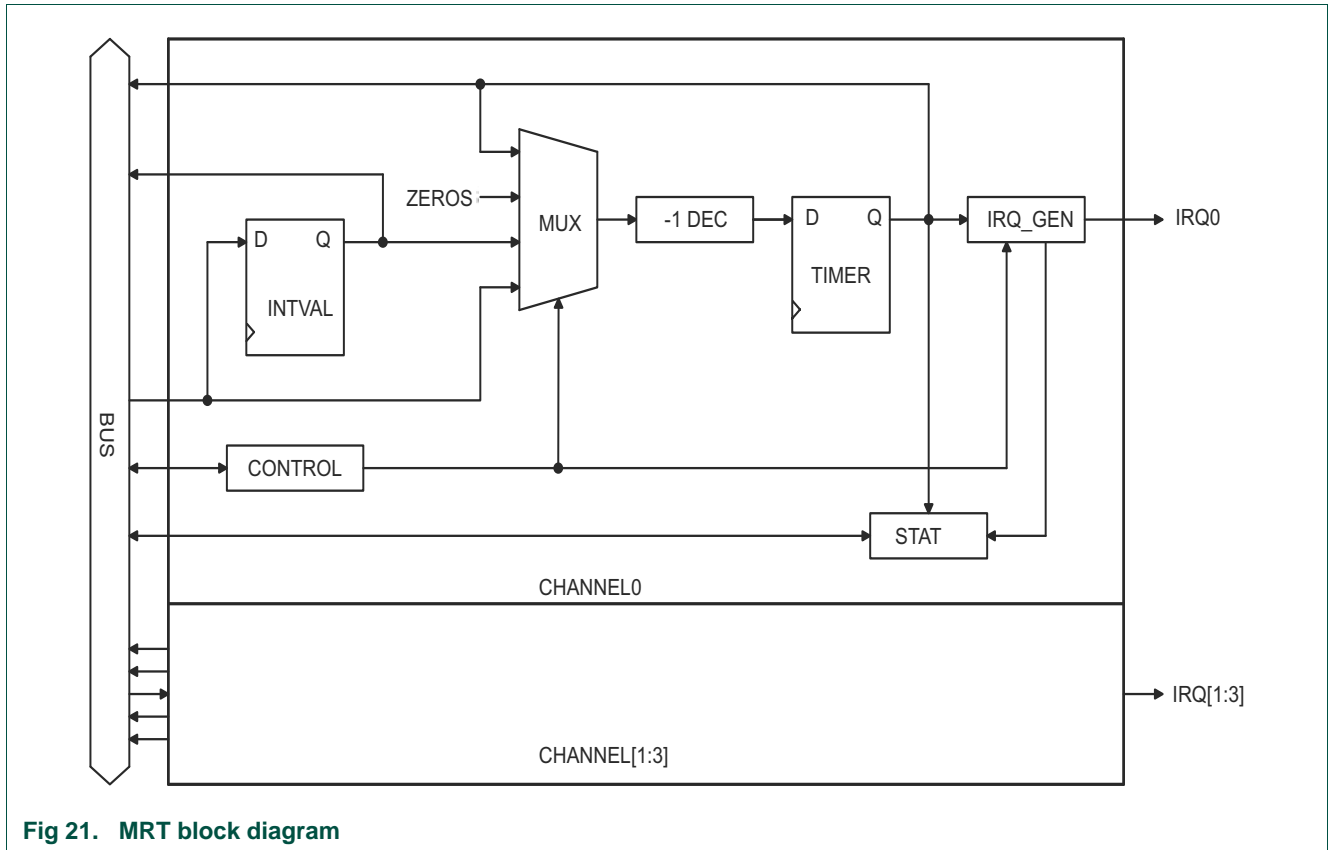 ZEROS
MUX
-1 DEC
D Q
IRQ_GEN
IRQ0
D Q
TIMER
INTVAL
BUS
CONTROL
STAT
CHANNEL0
IRQ[1:3]
CHANNEL[1:3]
Fig 21. MRT block diagram